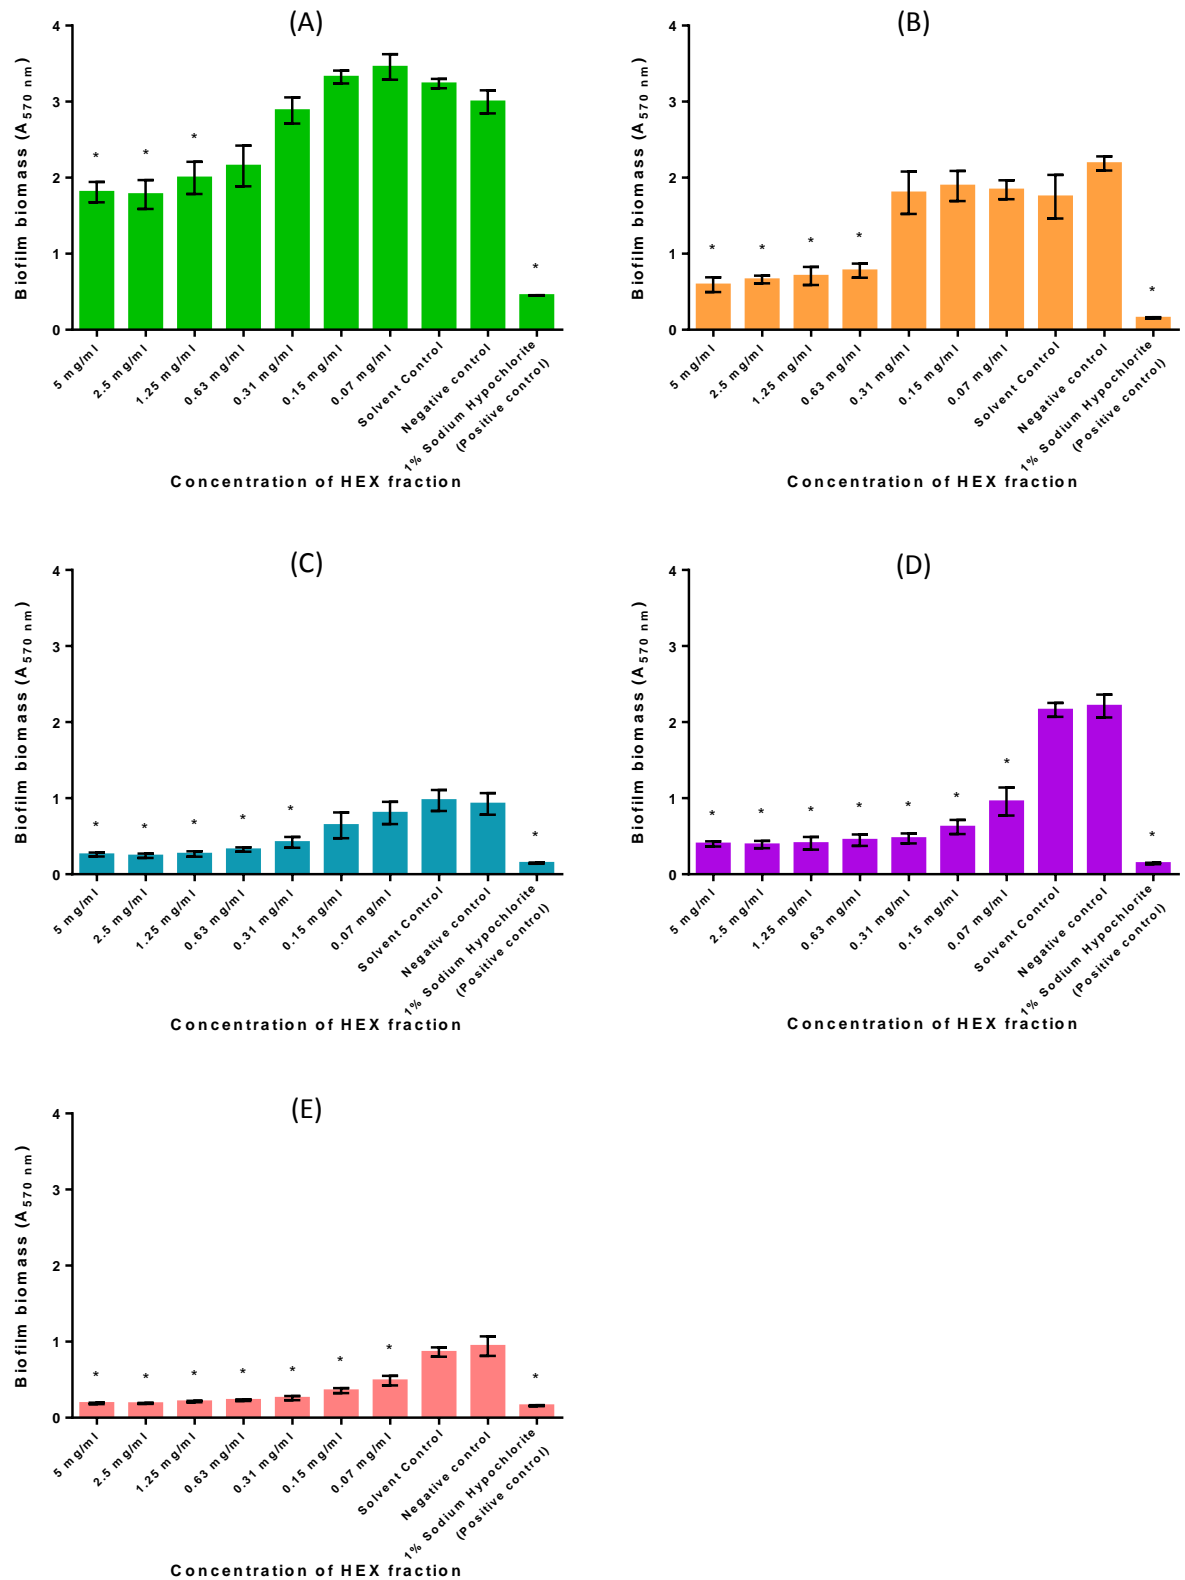 (A)
Biofilm biomass (A570 nm)
4
3
2
1
0
* * * *
5 mg/ml
2.5 mg/ml
1.25 mg/ml
0.63 mg/ml
0.31 mg/ml
0.15 mg/ml
0.07 mg/ml
Solvent Control
Negative control
1% Sodium Hypochlorite
(Positive control)
Concentration of HEX fraction
(B)
Biofilm biomass (A570 nm)
4
3
2
1
0
* * * * *
5 mg/ml
2.5 mg/ml
1.25 mg/ml
0.63 mg/ml
0.31 mg/ml
0.15 mg/ml
0.07 mg/ml
Solvent Control
Negative control
1% Sodium Hypochlorite
(Positive control)
Concentration of HEX fraction
(C)
Biofilm biomass (A570 nm)
4
3
2
1
0
* * * * * *
5 mg/ml
2.5 mg/ml
1.25 mg/ml
0.63 mg/ml
0.31 mg/ml
0.15 mg/ml
0.07 mg/ml
Solvent Control
Negative control
1% Sodium Hypochlorite
(Positive control)
Concentration of HEX fraction
(D)
Biofilm biomass (A570 nm)
4
3
2
1
0
* * * * * * * *
5 mg/ml
2.5 mg/ml
1.25 mg/ml
0.63 mg/ml
0.31 mg/ml
0.15 mg/ml
0.07 mg/ml
Solvent Control
Negative control
1% Sodium Hypochlorite
(Positive control)
Concentration of HEX fraction
(E)
Biofilm biomass (A570 nm)
4
3
2
1
0
* * * * * * * *
5 mg/ml
2.5 mg/ml
1.25 mg/ml
0.63 mg/ml
0.31 mg/ml
0.15 mg/ml
0.07 mg/ml
Solvent Control
Negative control
1% Sodium Hypochlorite
(Positive control)
Concentration of HEX fraction